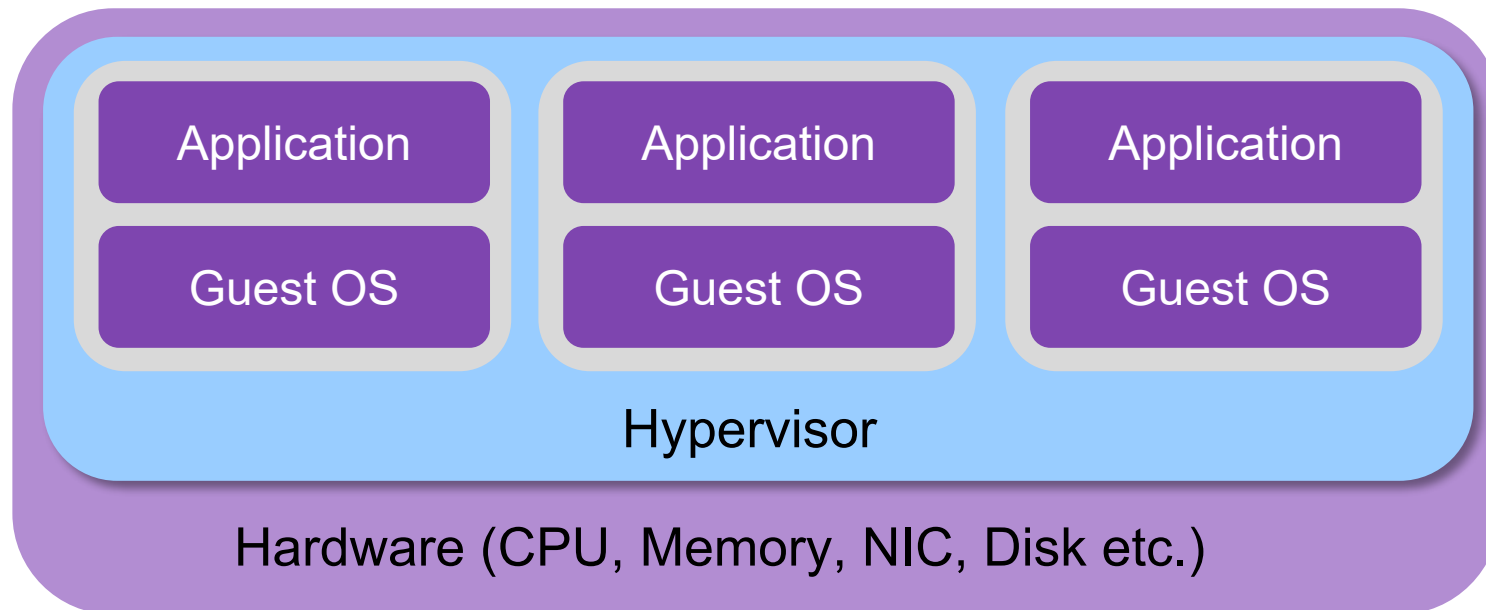 Application
Application
Application
Guest OS
Guest OS
Guest OS
Hypervisor
Hardware (CPU, Memory, NIC, Disk etc.)